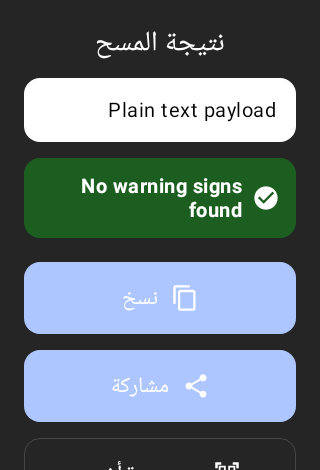 نتيجة المسح
Plain text payload
No warning signs
found
نسخ
مشاركة